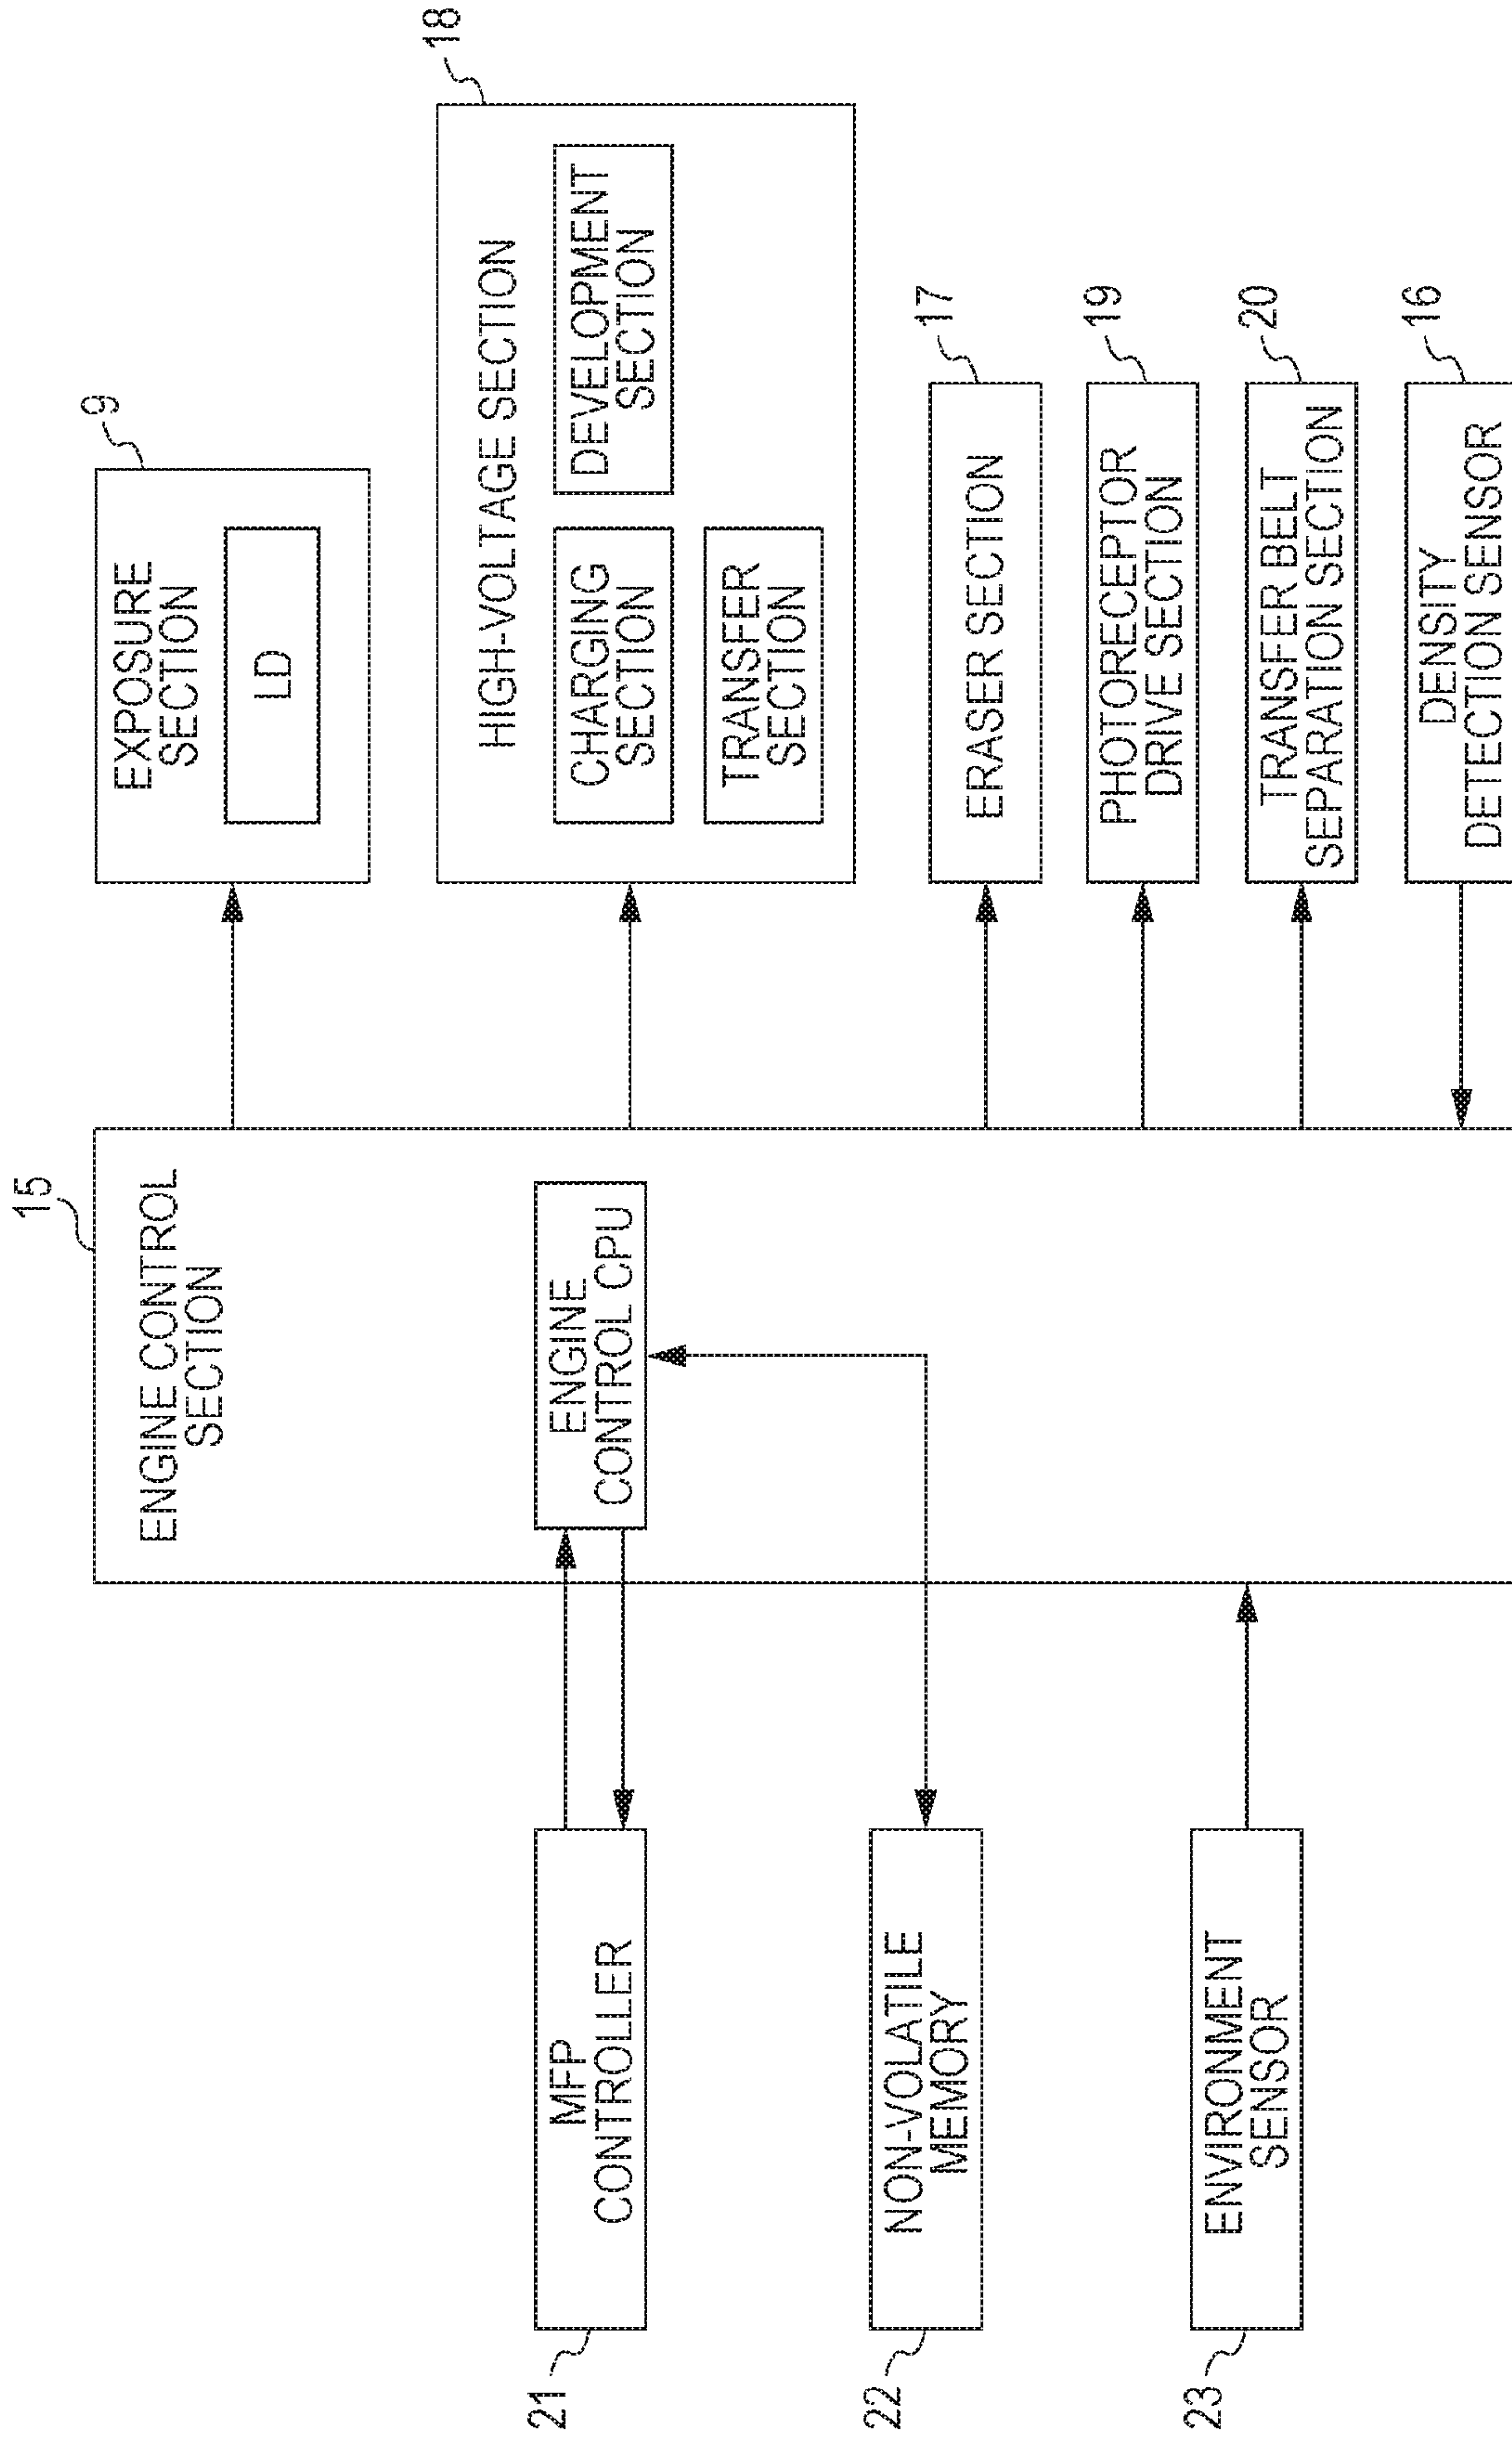 15
ENGINE CONTROL
SECTION
ENGINE
CONTROL CPU
21
MFP
CONTROLLER
22
NON-VOLATILE
MEMORY
23
ENVIRONMENT
SENSOR
9
EXPOSURE
SECTION
LD
18
HIGH-VOLTAGE SECTION
CHARGING
SECTION
DEVELOPMENT
SECTION
TRANSFER
SECTION
17
ERASER SECTION
19
PHOTORECEPTOR
DRIVE SECTION
20
TRANSFER BELT
SEPARATION SECTION
16
DENSITY
DETECTION SENSOR